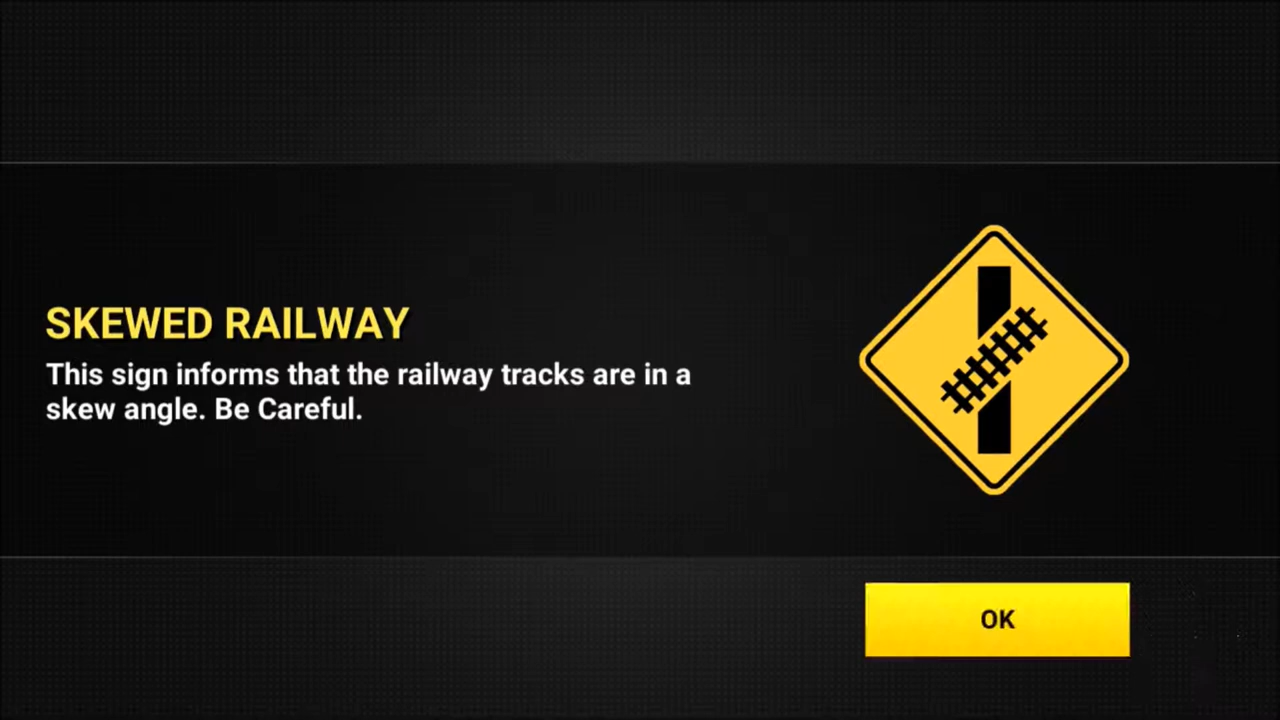 SKEWED RAILWAY
This sign informs that the railway tracks are in a
skew angle. Be Careful.
OK